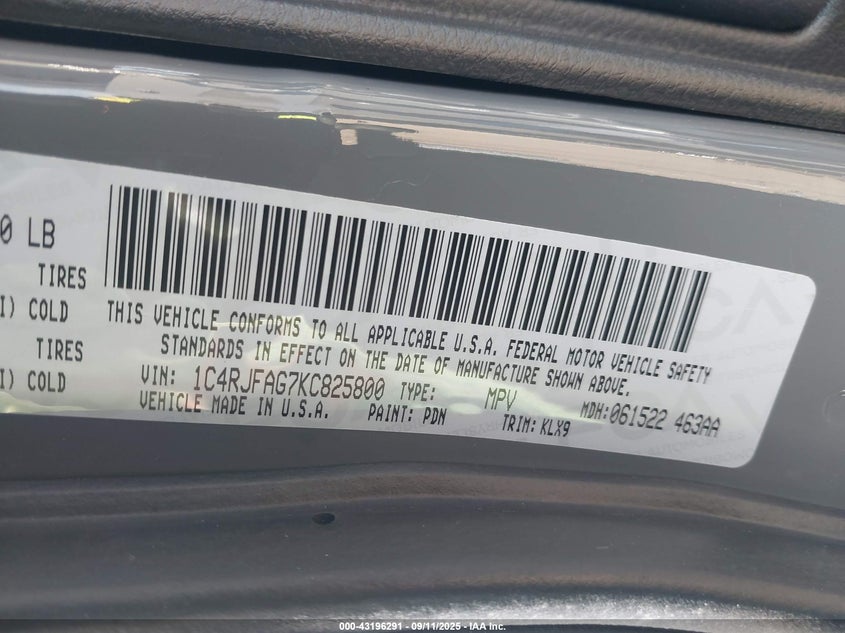 0 LB
TIRES
I) COLD
TIRES
I) COLD
THIS VEHICLE CONFORMS TO ALL APPLICABLE U.S.A. FEDERAL MOTOR VEHICLE SAFETY
STANDARDS IN EFFECT ON THE DATE OF MANUFACTURE SHOWN ABOVE.
VIN: 1C4RJFAG7KC825800 TYPE: MPV MDH:061522 463AA
VEHICLE MADE IN U.S.A. PAINT: PDN TRIM: KLX9
000-43196291 - 09/11/2025 - IAA Inc.